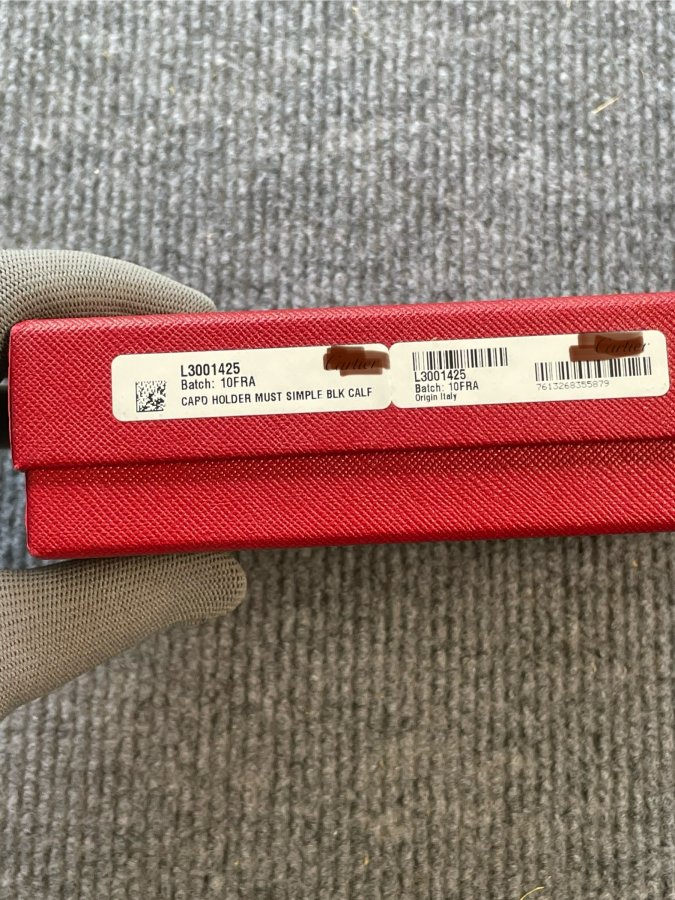 L3001425
Cartier
Batch: 10FRA
CAPD HOLDER MUST SIMPLE BLK CALF
Cartier
L3001425
Batch: 10FRA
Origin Italy
7613268355879